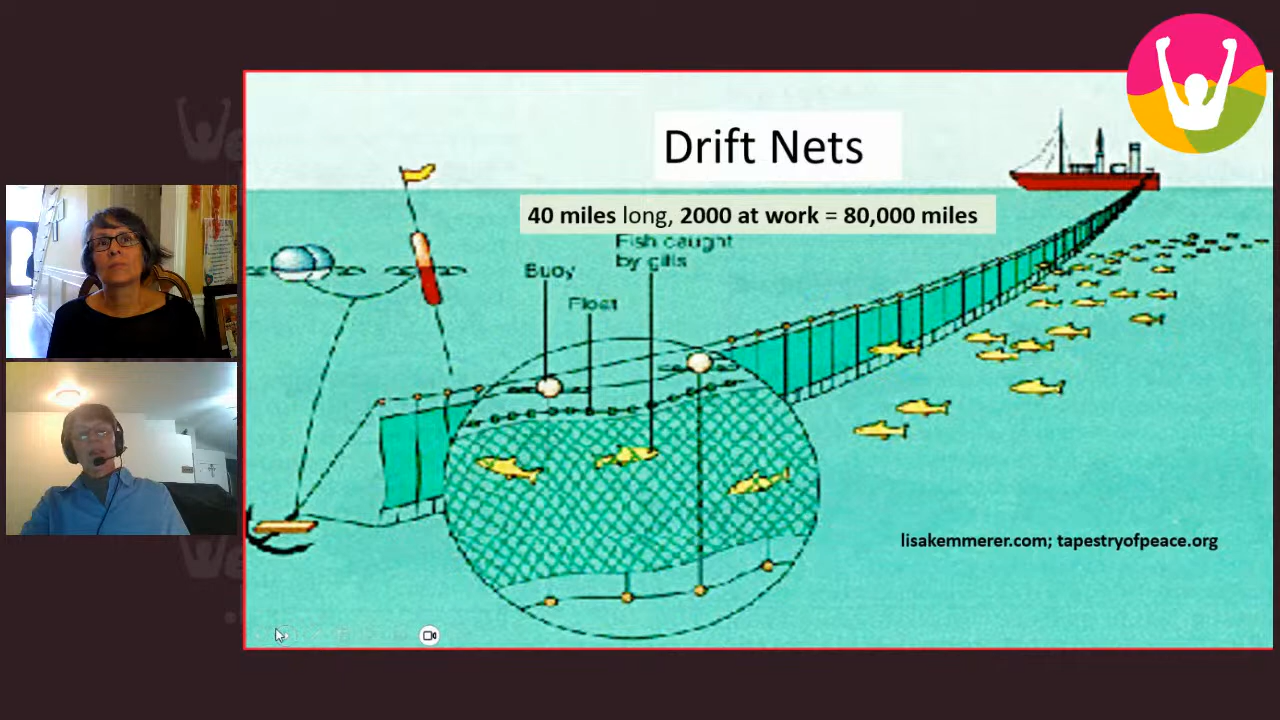 Drift Nets
40 miles long, 2000 at work = 80,000 miles
Fish caught
by gills
Buoy
Float
lisakemmerer.com; tapestryofpeace.org